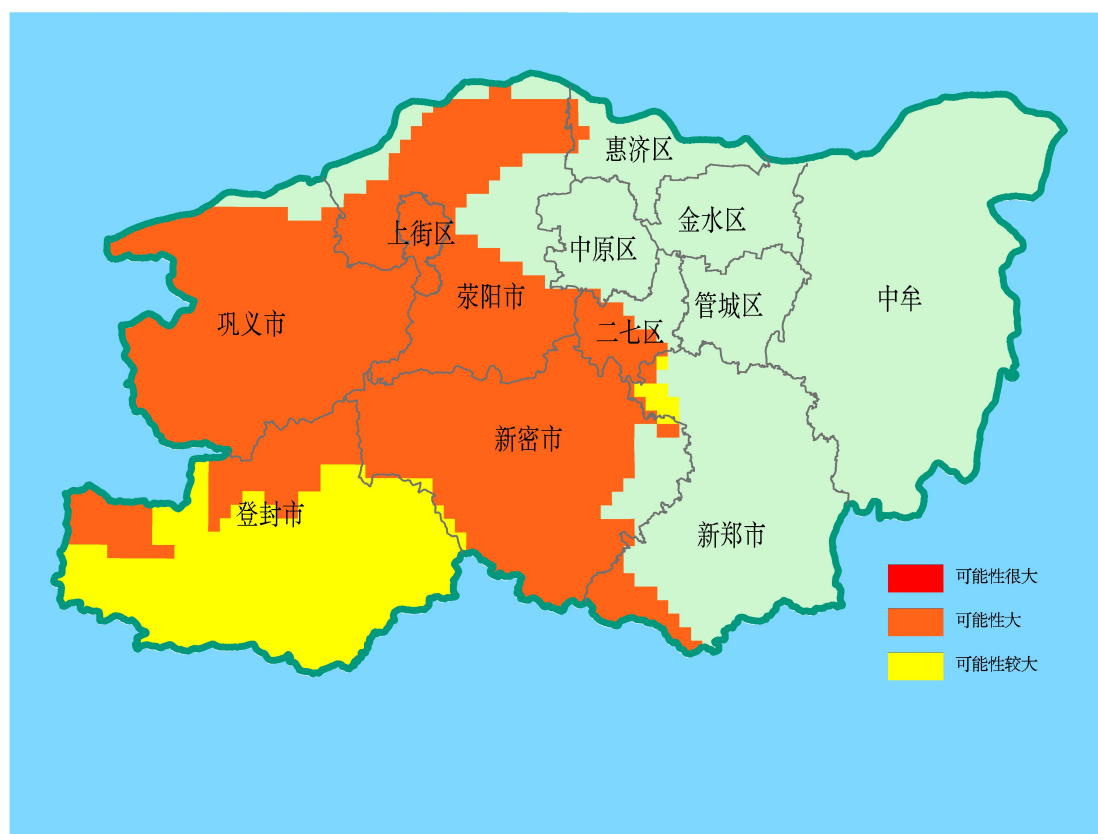 惠济区
金水区
上街区
中原区
荥阳市
管城区
中牟
巩义市
二七区
新密市
登封市
新郑市
可能性很大
可能性大
可能性较大